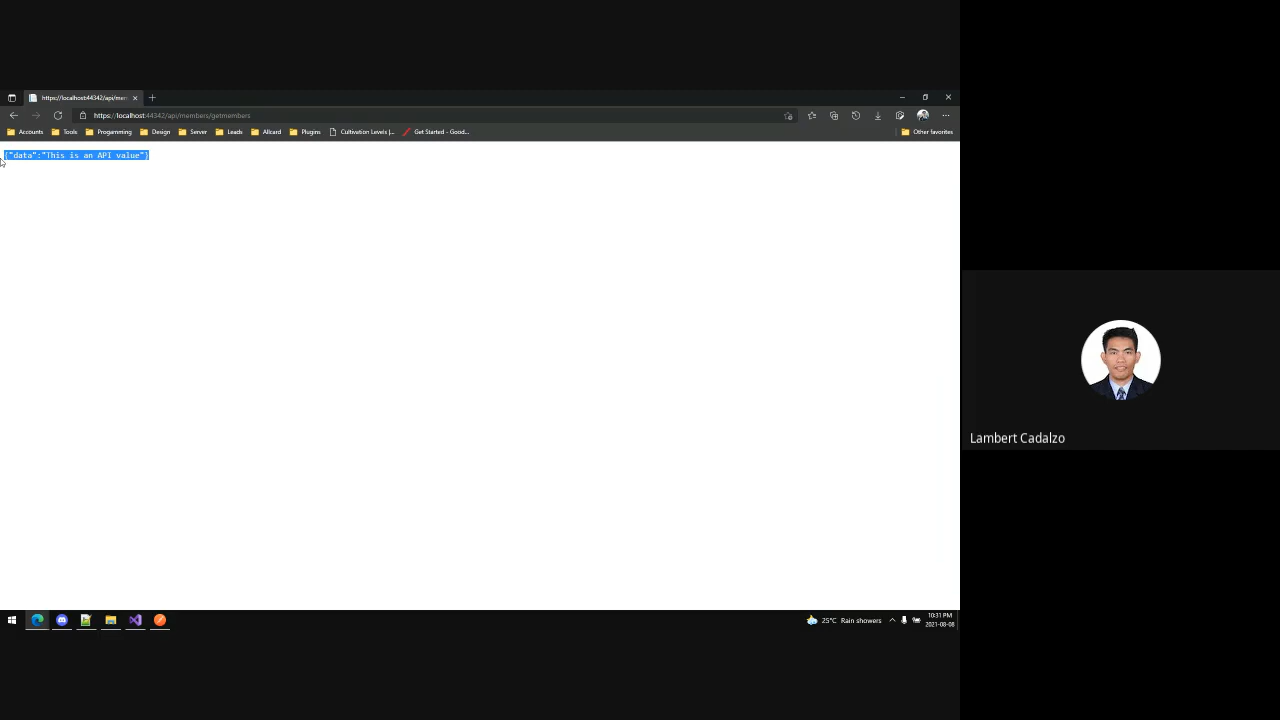 https://localhost:44342/api/mem
https://localhost:44342/api/members/getmembers
Accounts Tools Progamming Design Server Leads Allcard Plugins Cultivation Levels |... Get Started - Good... Other favorites
{"data":"This is an API value"}
Lambert Cadalzo
25°C Rain showers
10:31 PM
2021-08-08